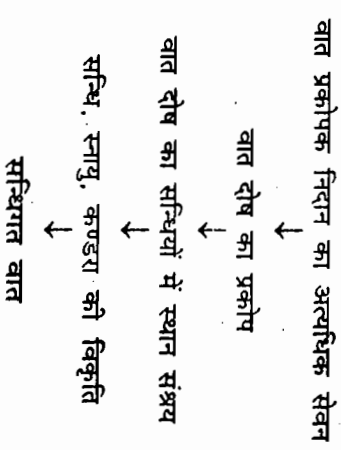 वात प्रकोपक निदान का अत्यधिक सेवन
↓
वात दोष का प्रकोप
↓
वात दोष का सन्धियों में स्थान संश्रय
↓
सन्धि, स्नायु, कण्डरा की विकृति
↓
सन्धिगत वात